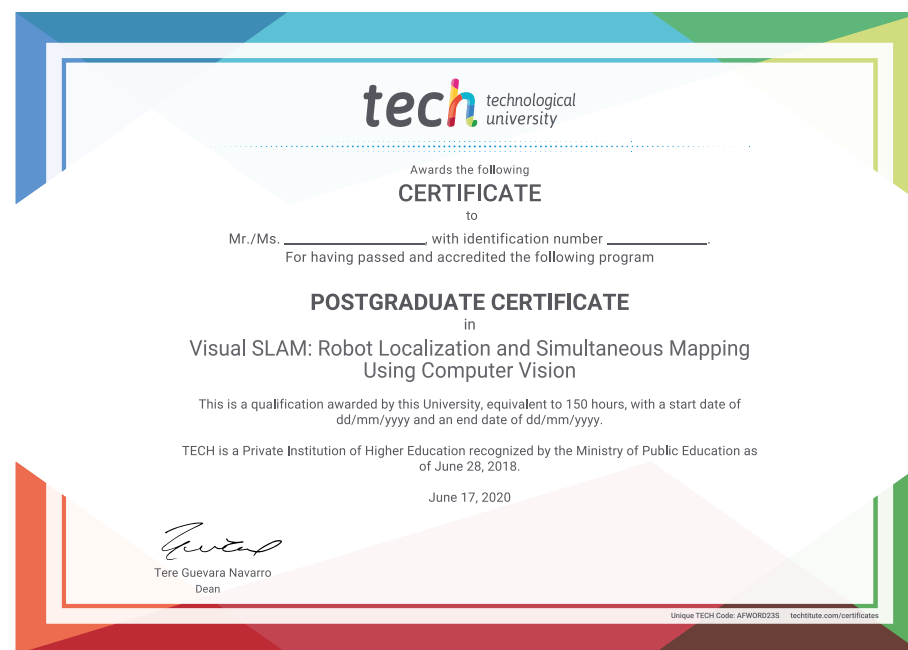 tech technological
university
Awards the following
CERTIFICATE
to
Mr./Ms. ____________, with identification number ____________.
For having passed and accredited the following program
POSTGRADUATE CERTIFICATE
in
Visual SLAM: Robot Localization and Simultaneous Mapping
Using Computer Vision
This is a qualification awarded by this University, equivalent to 150 hours, with a start date of
dd/mm/yyyy and an end date of dd/mm/yyyy.
TECH is a Private Institution of Higher Education recognized by the Ministry of Public Education as
of June 28, 2018.
June 17, 2020
Tere Guevara Navarro
Dean
Unique TECH Code: AFWORD23S techtitute.com/certificates